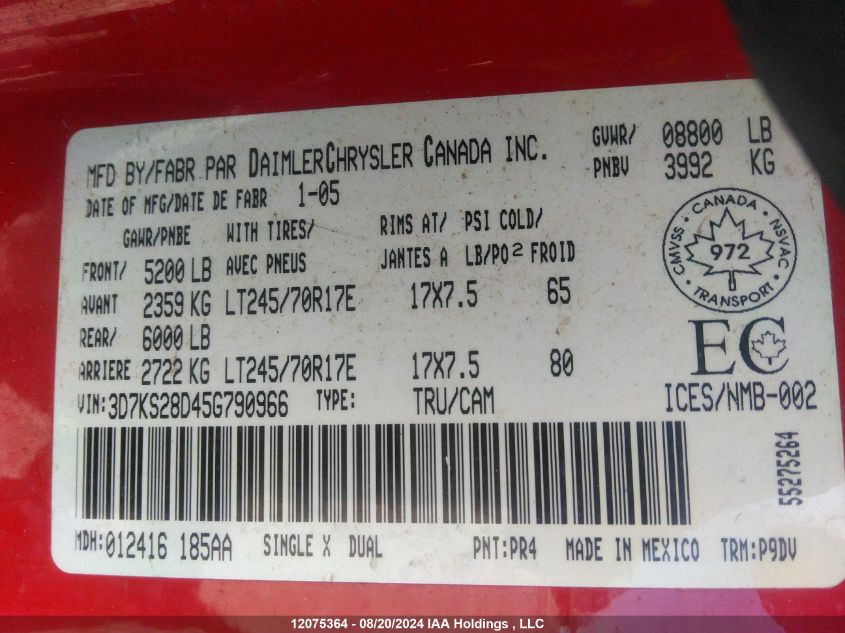 MFD BY/FABR PAR DAIMLERCHRYSLER CANADA INC.
GVWR/ 08800 LB
PNBV 3992 KG
DATE OF MFG/DATE DE FABR 1-05
GAWR/PNBE WITH TIRES/ RIMS AT/ PSI COLD/
FRONT/ 5200 LB AVEC PNEUS JANTES A LB/PO2 FROID
AVANT 2359 KG LT245/70R17E 17X7.5 65
REAR/ 6000 LB
ARRIERE 2722 KG LT245/70R17E 17X7.5 80
VIN:3D7KS28D45G790966 TYPE: TRU/CAM
CANADA
CMVSS · NSVAC
972
TRANSPORT
EC
ICES/NMB-002
55275264
MDH:012416 185AA SINGLE X DUAL PNT:PR4 MADE IN MEXICO TRM:P9DV
12075364 - 08/20/2024 IAA Holdings , LLC